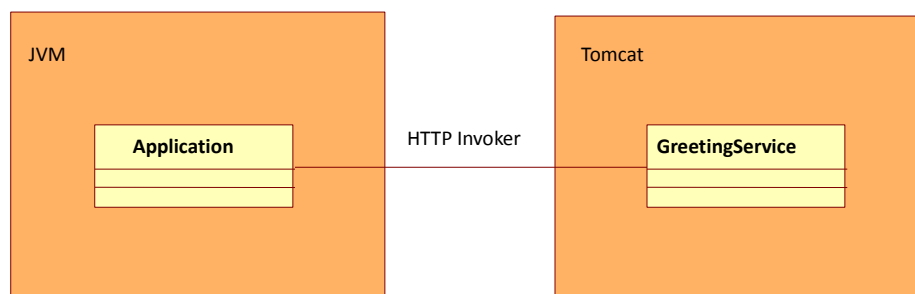 JVM
Tomcat
Application
HTTP Invoker
GreetingService